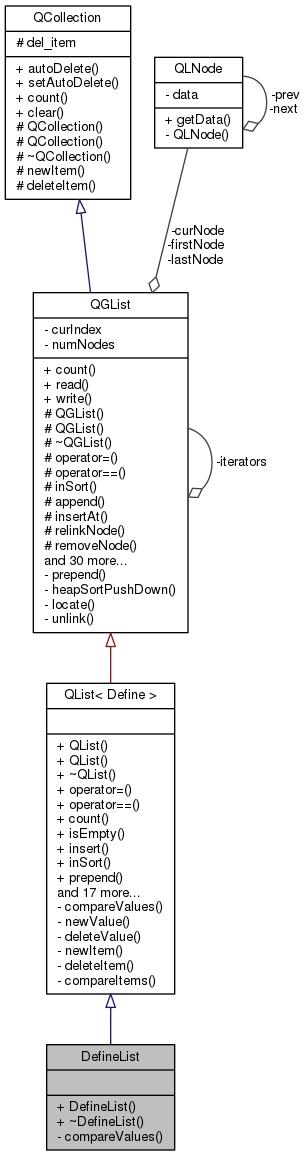 QCollection
# del_item
+ autoDelete()
+ setAutoDelete()
+ count()
+ clear()
# QCollection()
# QCollection()
# ~QCollection()
# newItem()
# deleteItem()
QLNode
- data
+ getData()
- QLNode()
-prev
-next
-curNode
-firstNode
-lastNode
QGList
- curIndex
- numNodes
+ count()
+ read()
+ write()
# QGList()
# QGList()
# ~QGList()
# operator=()
# operator==()
# inSort()
# append()
# insertAt()
# relinkNode()
# removeNode()
and 30 more...
- prepend()
- heapSortPushDown()
- locate()
- unlink()
-iterators
QList< Define >
+ QList()
+ QList()
+ ~QList()
+ operator=()
+ operator==()
+ count()
+ isEmpty()
+ insert()
+ inSort()
+ prepend()
and 17 more...
- compareValues()
- newValue()
- deleteValue()
- newItem()
- deleteItem()
- compareItems()
DefineList
+ DefineList()
+ ~DefineList()
- compareValues()